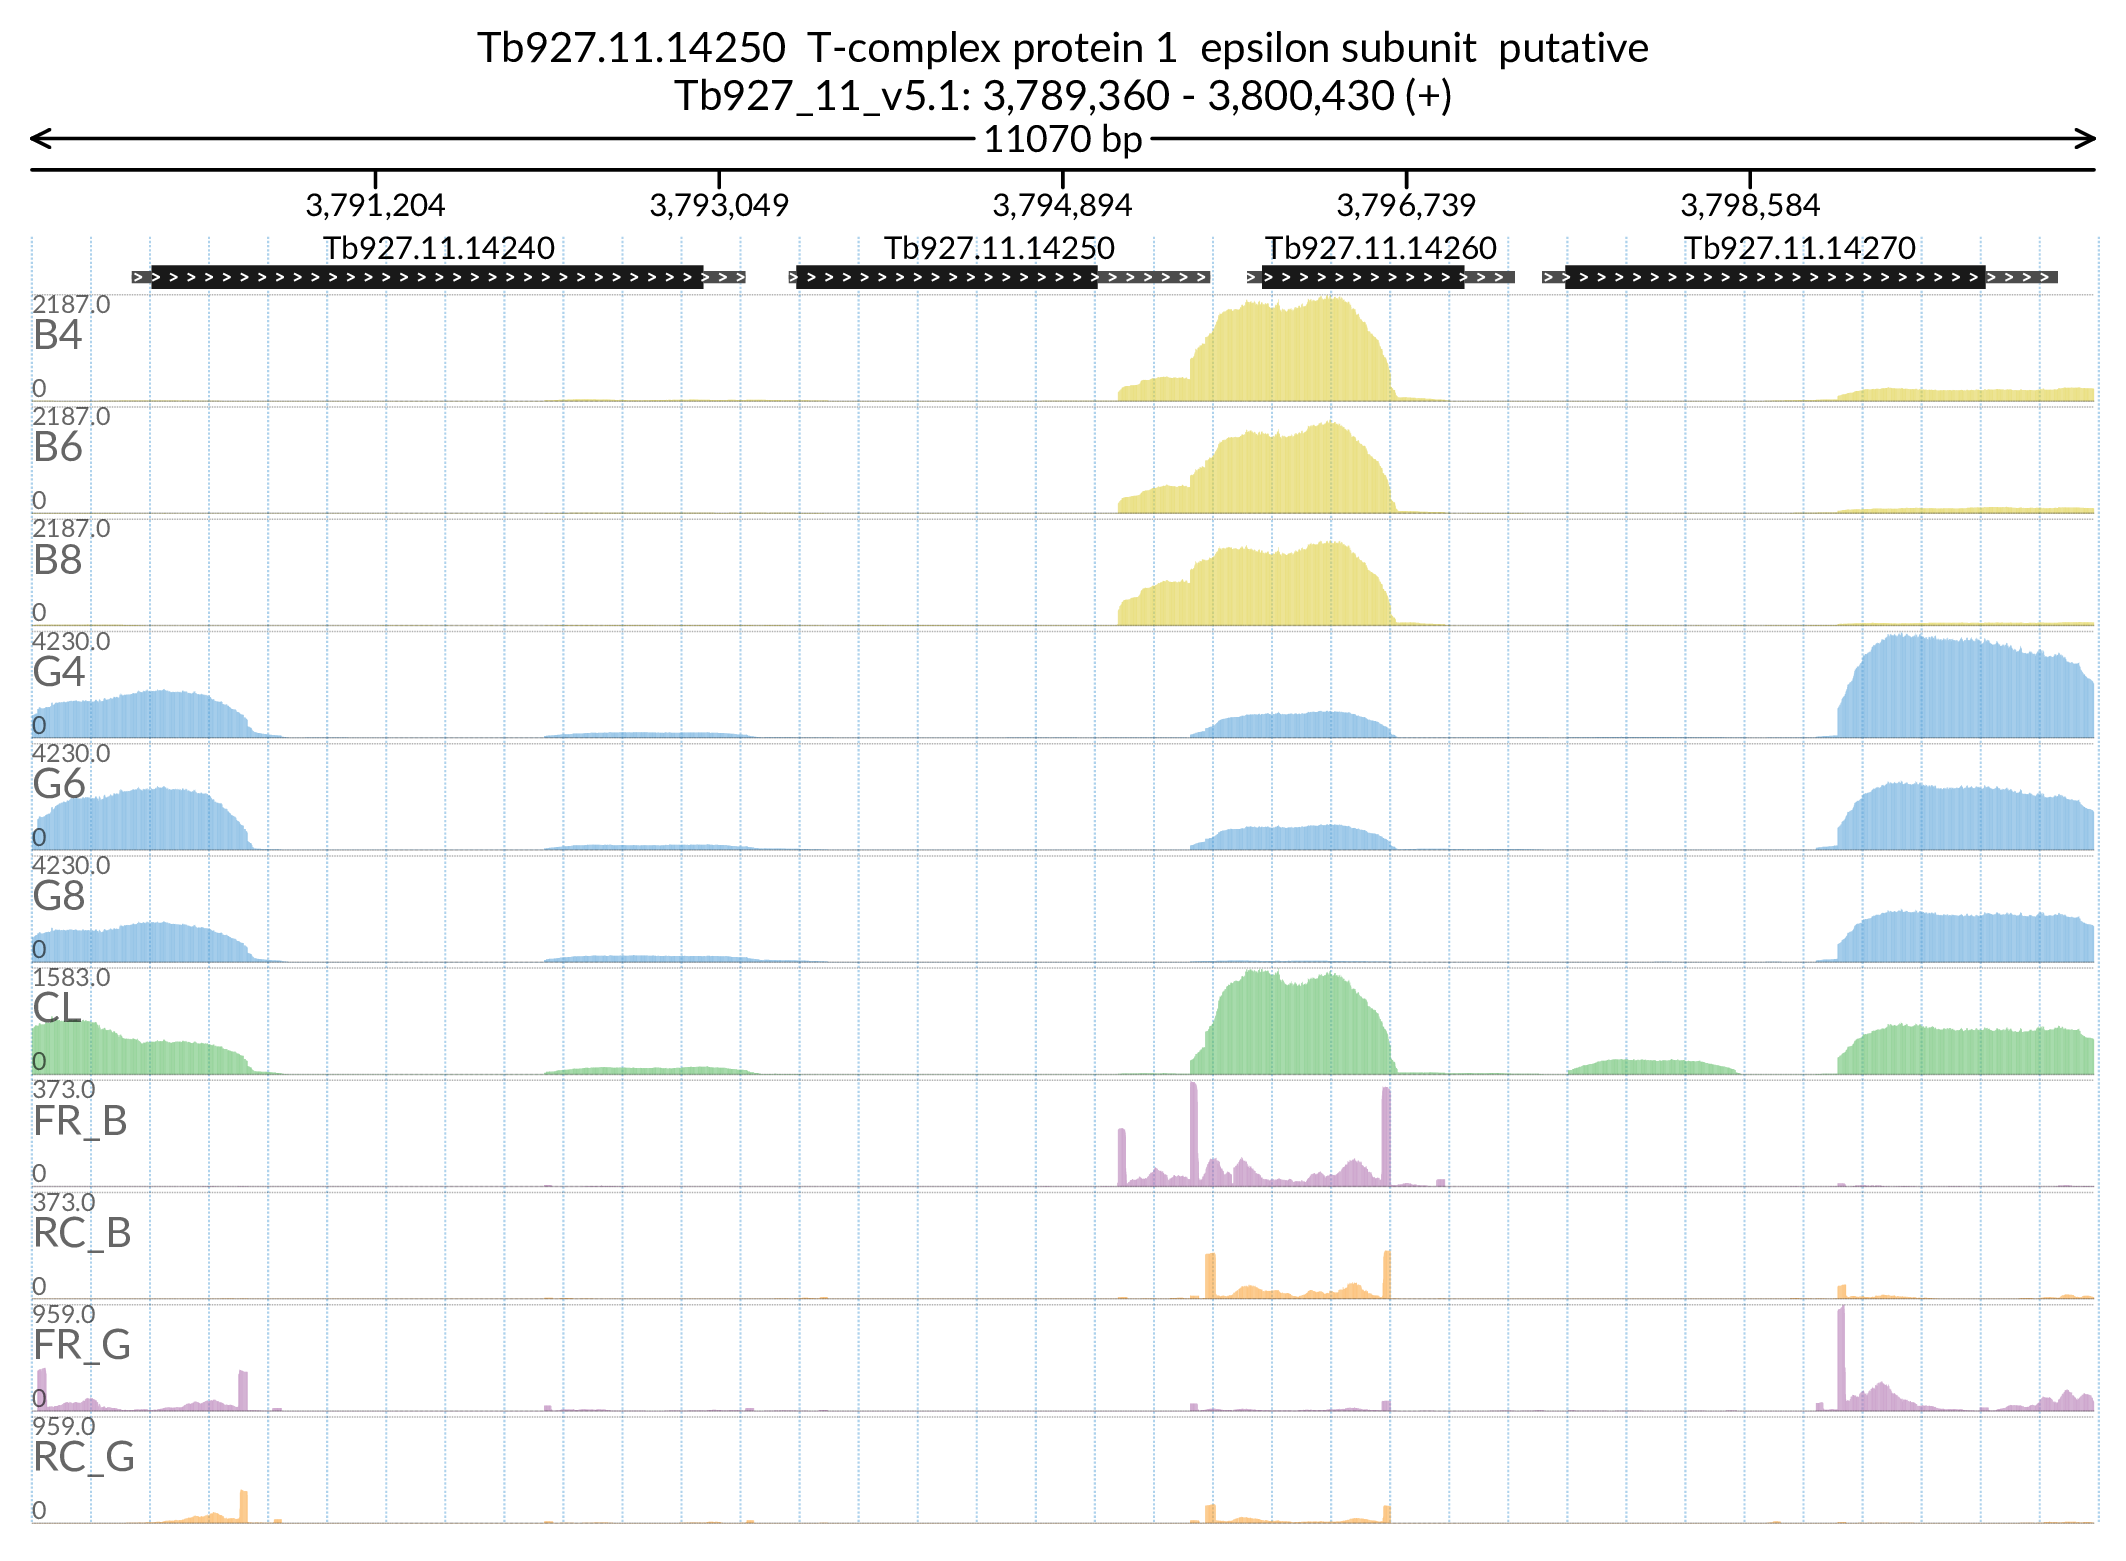 Tb927.11.14250  T-complex protein 1  epsilon subunit  putative
Tb927_11_v5.1: 3,789,360 - 3,800,430 (+)
11070 bp
3,791,204 3,793,049 3,794,894 3,796,739 3,798,584
Tb927.11.14240 Tb927.11.14250 Tb927.11.14260 Tb927.11.14270
2187.0
B4
0
2187.0
B6
0
2187.0
B8
0
4230.0
G4
0
4230.0
G6
0
4230.0
G8
0
1583.0
CL
0
373.0
FR_B
0
373.0
RC_B
0
959.0
FR_G
0
959.0
RC_G
0